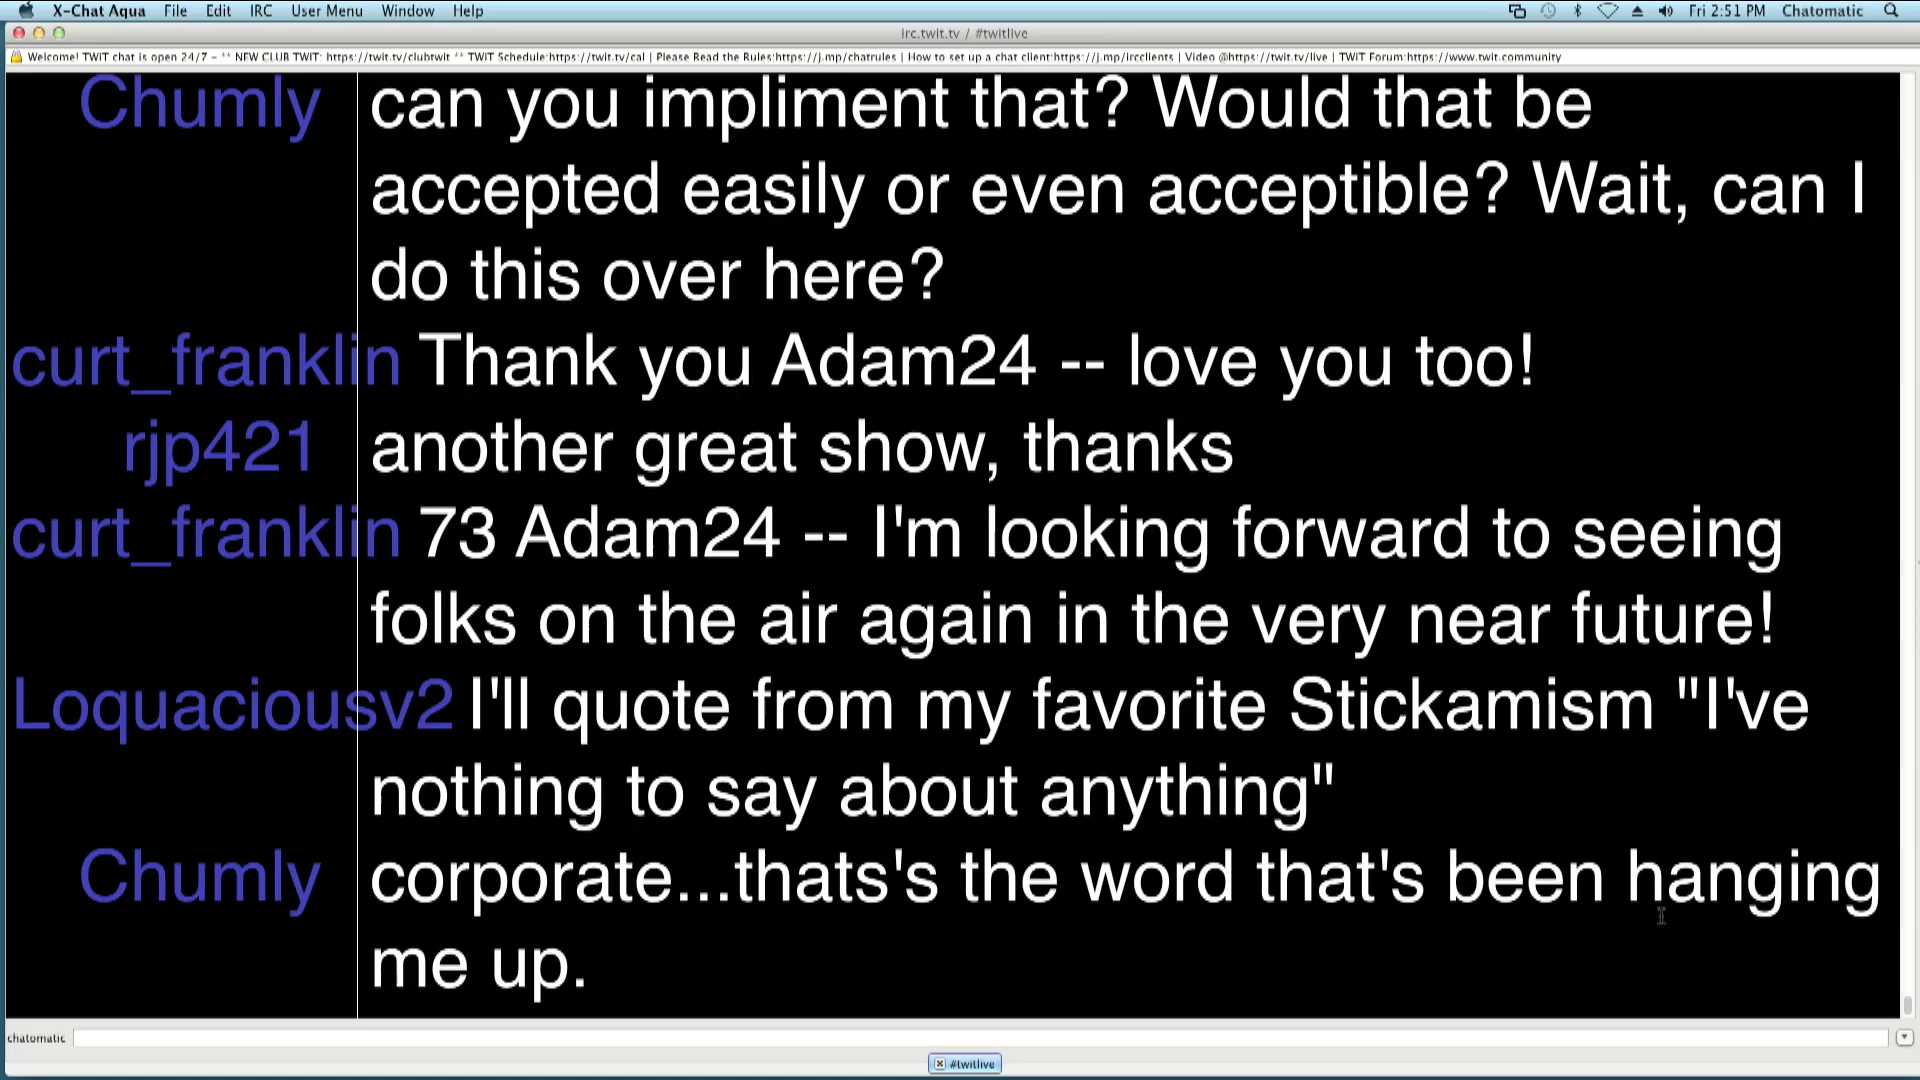 X-Chat Aqua File Edit IRC User Menu Window Help Fri 2:51 PM Chatomatic
irc.twit.tv / #twitlive
Welcome! TWiT chat is open 24/7 - ** NEW CLUB TWIT: https://twit.tv/clubtwit ** TWiT Schedule:https://twit.tv/cal | Please Read the Rules:https://j.mp/chatrules | How to set up a chat client:https://j.mp/ircclients | Video @https://twit.tv/live | TWiT Forum:https://www.twit.community
Chumly can you impliment that? Would that be
accepted easily or even acceptible? Wait, can I
do this over here?
curt_franklin Thank you Adam24 -- love you too!
rjp421 another great show, thanks
curt_franklin 73 Adam24 -- I'm looking forward to seeing
folks on the air again in the very near future!
Loquaciousv2 I'll quote from my favorite Stickamism "I've
nothing to say about anything"
Chumly corporate...thats's the word that's been hanging
me up.
chatomatic
#twitlive